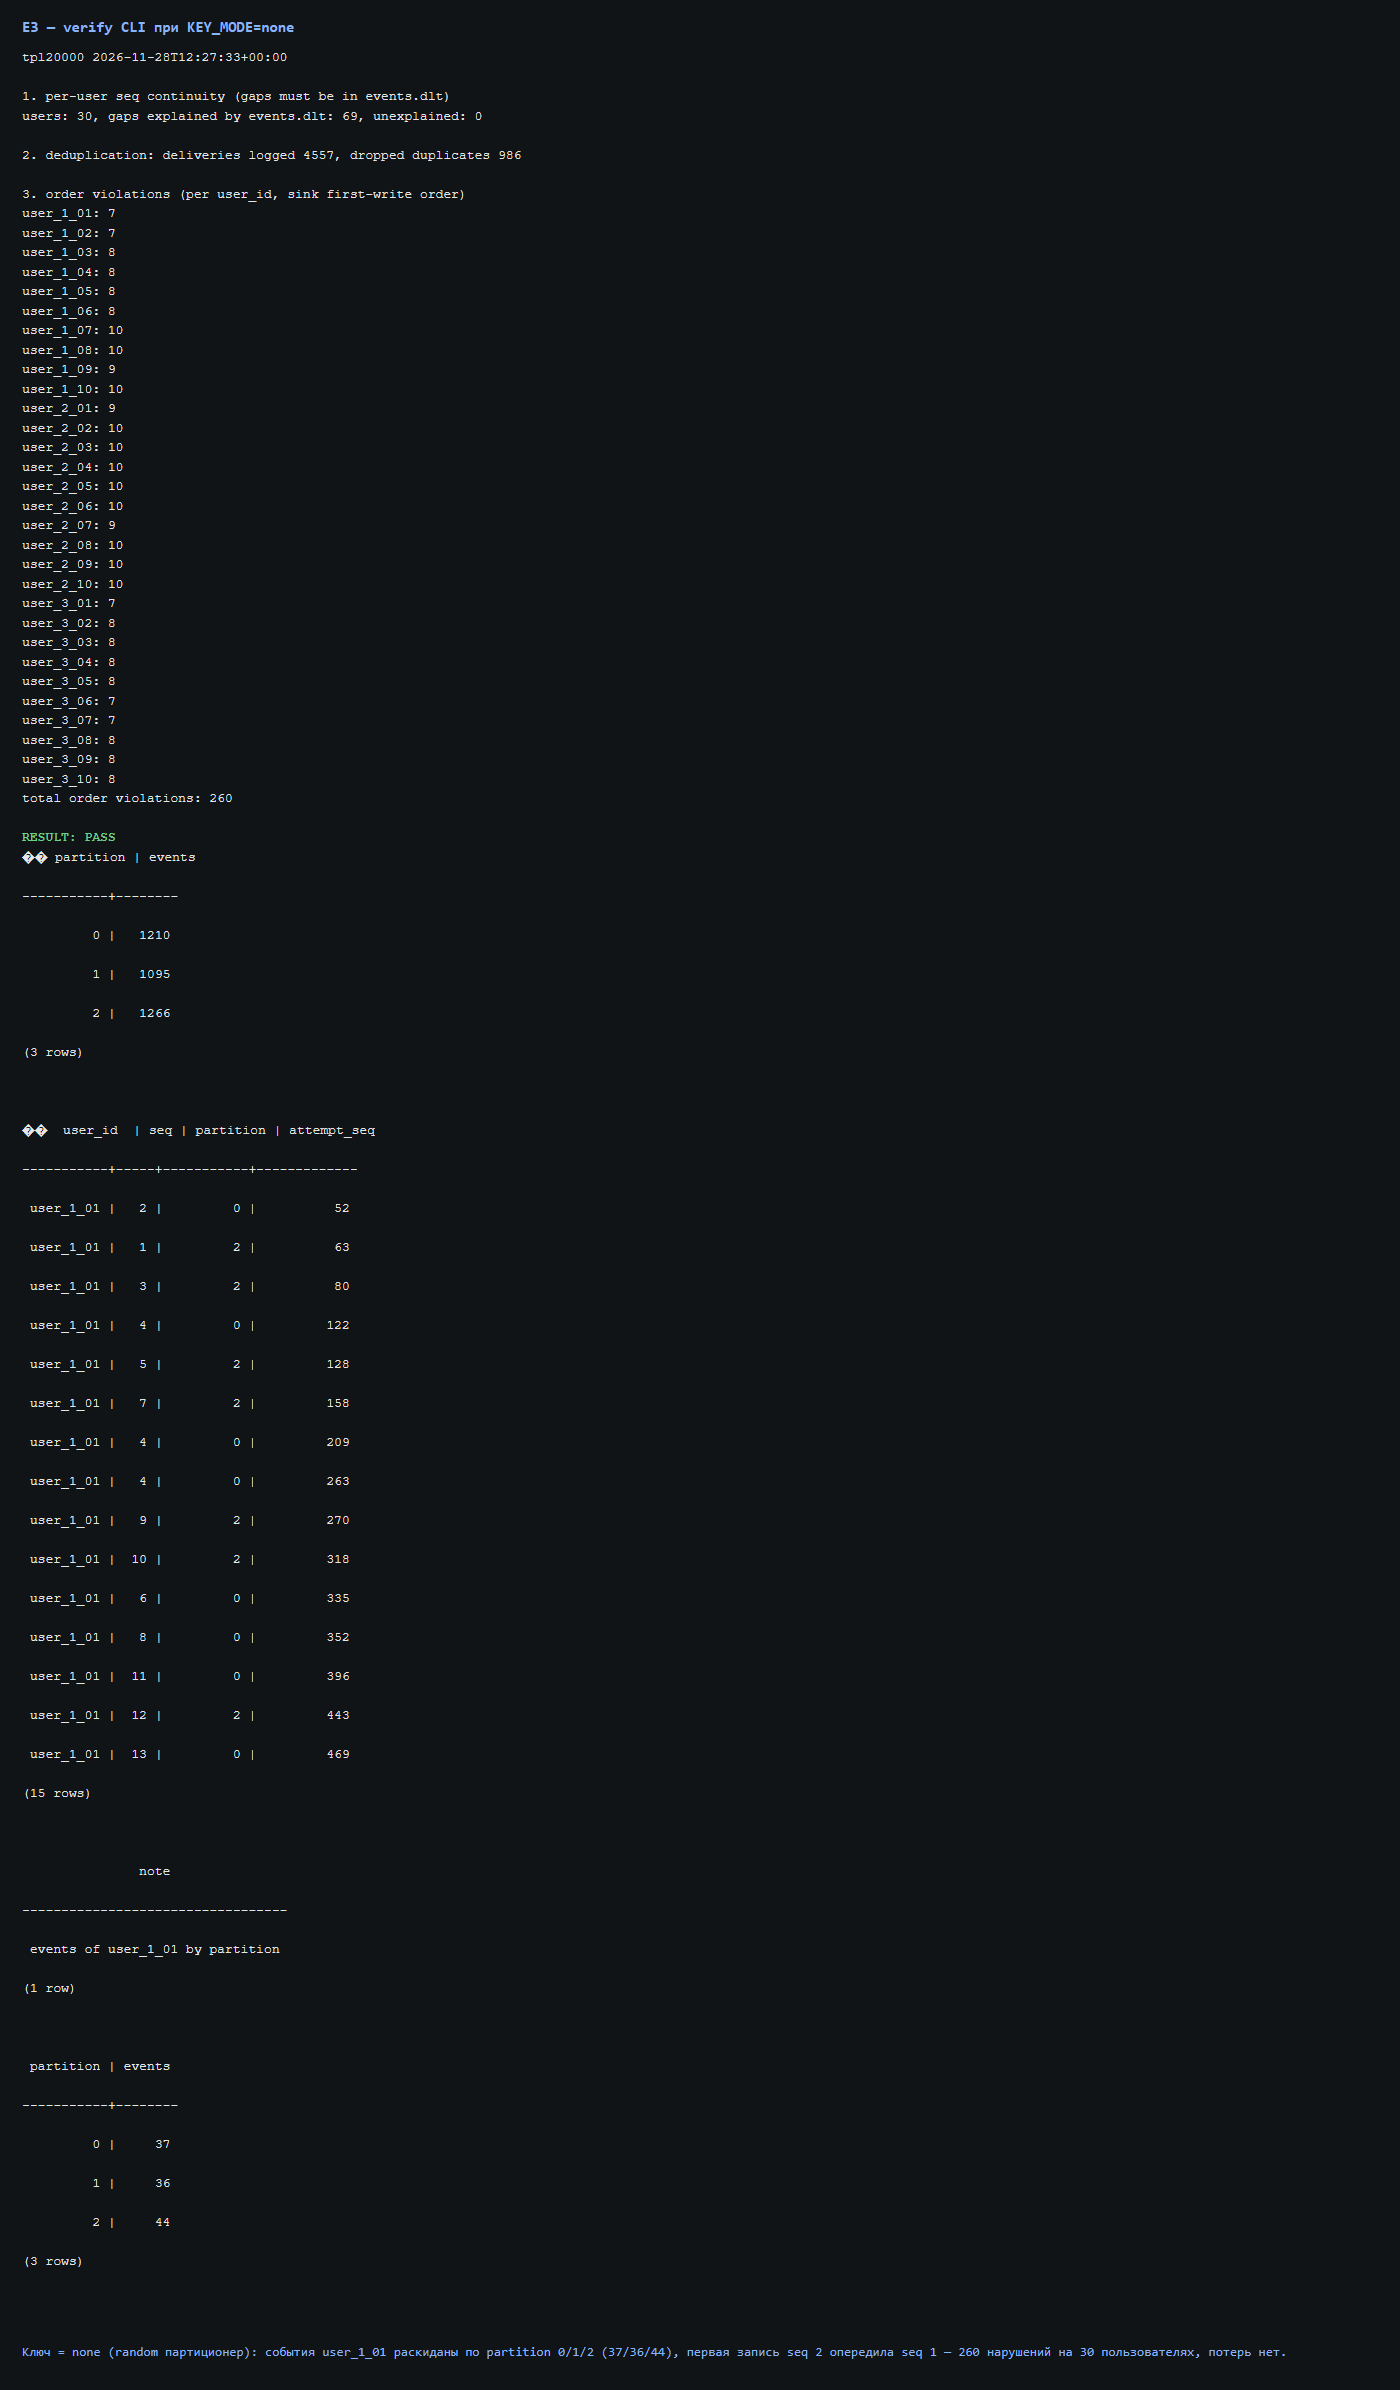 E3 — verify CLI при KEY_MODE=none
tpl20000 2026-11-28T12:27:33+00:00
1. per-user seq continuity (gaps must be in events.dlt)
users: 30, gaps explained by events.dlt: 69, unexplained: 0
2. deduplication: deliveries logged 4557, dropped duplicates 986
3. order violations (per user_id, sink first-write order)
user_1_01: 7
user_1_02: 7
user_1_03: 8
user_1_04: 8
user_1_05: 8
user_1_06: 8
user_1_07: 10
user_1_08: 10
user_1_09: 9
user_1_10: 10
user_2_01: 9
user_2_02: 10
user_2_03: 10
user_2_04: 10
user_2_05: 10
user_2_06: 10
user_2_07: 9
user_2_08: 10
user_2_09: 10
user_2_10: 10
user_3_01: 7
user_3_02: 8
user_3_03: 8
user_3_04: 8
user_3_05: 8
user_3_06: 7
user_3_07: 7
user_3_08: 8
user_3_09: 8
user_3_10: 8
total order violations: 260
RESULT: PASS
�� partition | events
-----------+--------
0 | 1210
1 | 1095
2 | 1266
(3 rows)
�� user_id | seq | partition | attempt_seq
-----------+-----+-----------+-------------
user_1_01 | 2 | 0 | 52
user_1_01 | 1 | 2 | 63
user_1_01 | 3 | 2 | 80
user_1_01 | 4 | 0 | 122
user_1_01 | 5 | 2 | 128
user_1_01 | 7 | 2 | 158
user_1_01 | 4 | 0 | 209
user_1_01 | 4 | 0 | 263
user_1_01 | 9 | 2 | 270
user_1_01 | 10 | 2 | 318
user_1_01 | 6 | 0 | 335
user_1_01 | 8 | 0 | 352
user_1_01 | 11 | 0 | 396
user_1_01 | 12 | 2 | 443
user_1_01 | 13 | 0 | 469
(15 rows)
note
----------------------------------
events of user_1_01 by partition
(1 row)
partition | events
-----------+--------
0 | 37
1 | 36
2 | 44
(3 rows)
Ключ = none (random партиционер): события user_1_01 раскиданы по partition 0/1/2 (37/36/44), первая запись seq 2 опередила seq 1 — 260 нарушений на 30 пользователях, потерь нет.